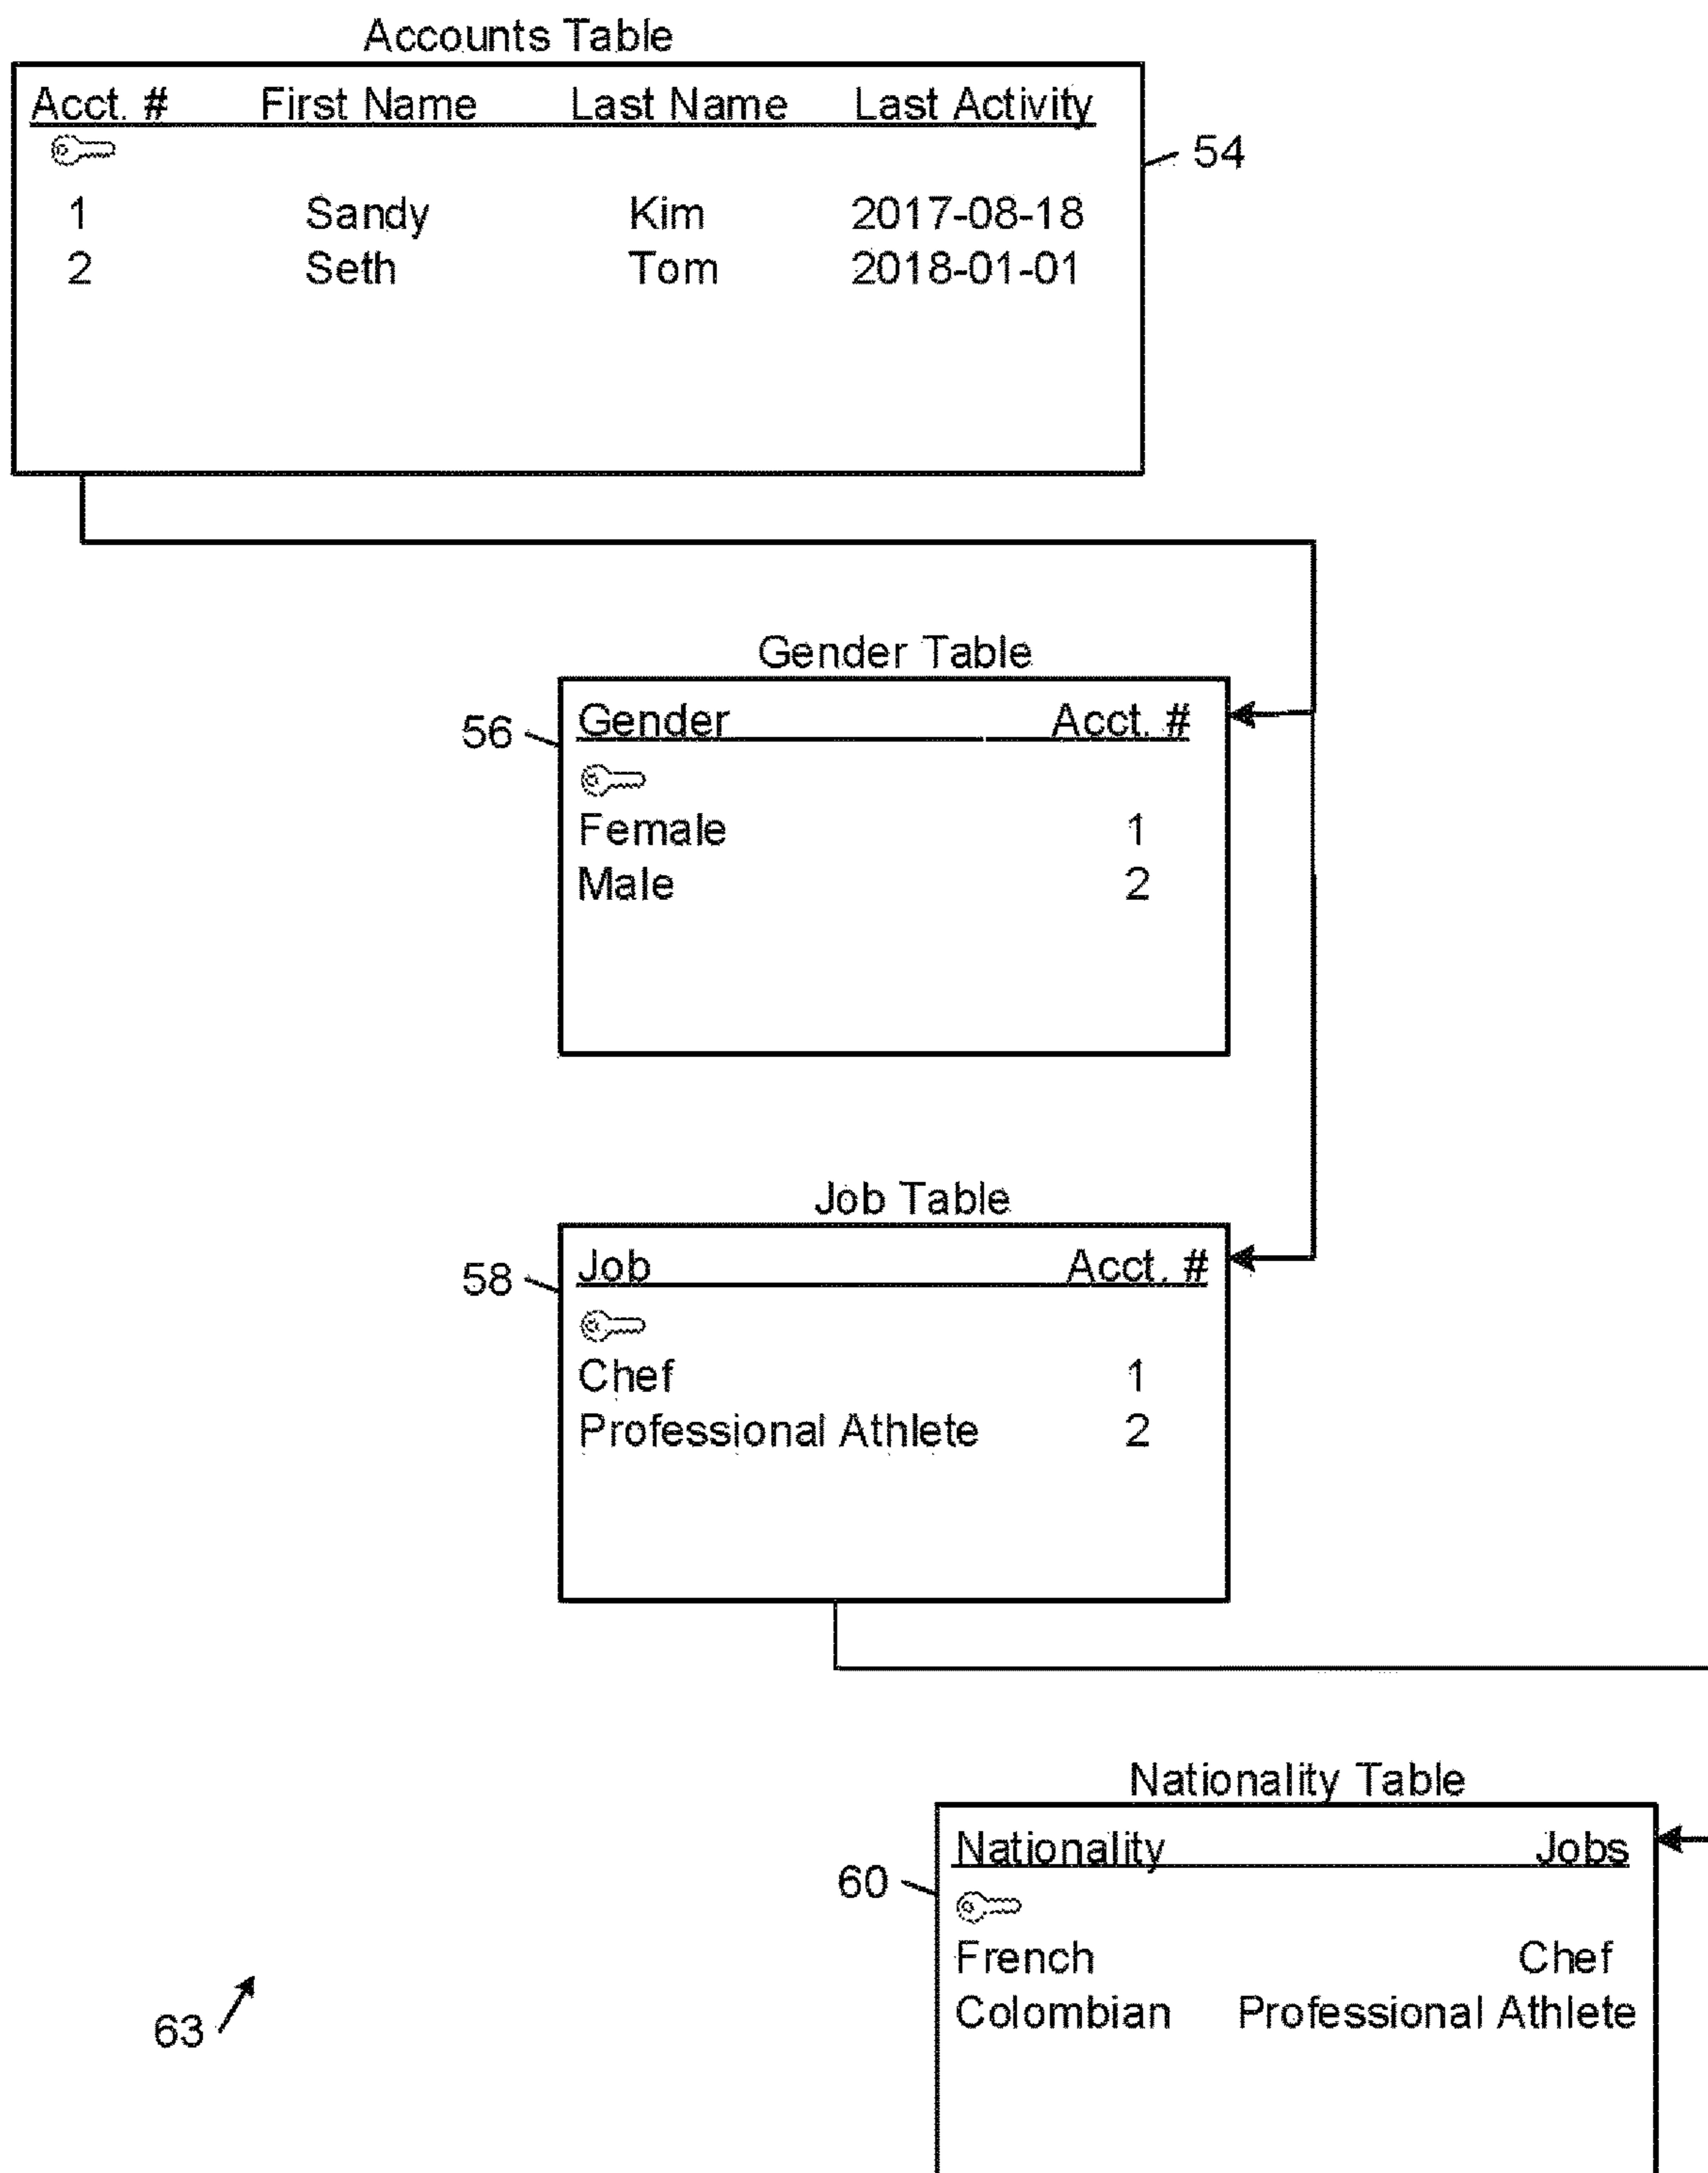 Accounts Table
Acct. # First Name Last Name Last Activity
54
1 Sandy Kim 2017-08-18
2 Seth Tom 2018-01-01
Gender Table
56 Gender Acct. #
Female 1
Male 2
Job Table
58 Job Acct. #
Chef 1
Professional Athlete 2
Nationality Table
Nationality Jobs
60
French Chef
Colombian Professional Athlete
63